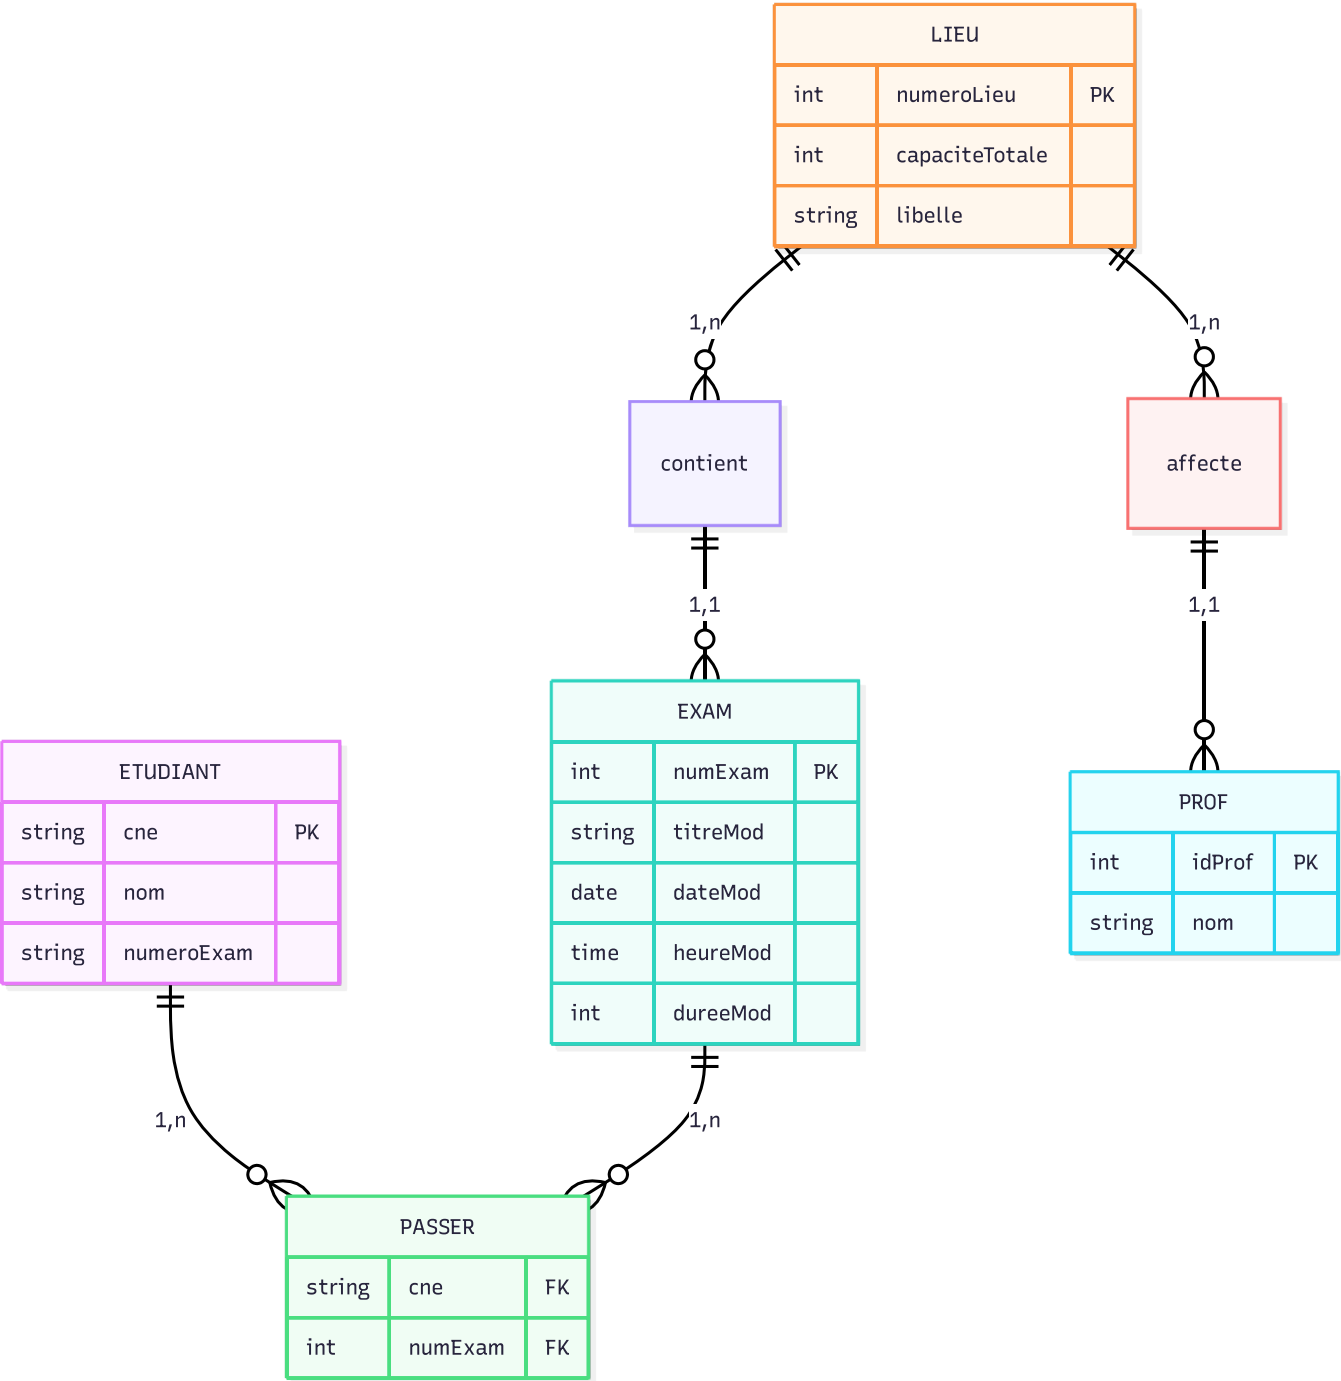 LIEU
int numeroLieu PK
int capaciteTotale
string libelle
1,n 1,n
contient affecte
1,1 1,1
EXAM
int numExam PK
string titreMod
date dateMod
time heureMod
int dureeMod
ETUDIANT
string cne PK
string nom
string numeroExam
PROF
int idProf PK
string nom
1,n 1,n
PASSER
string cne FK
int numExam FK